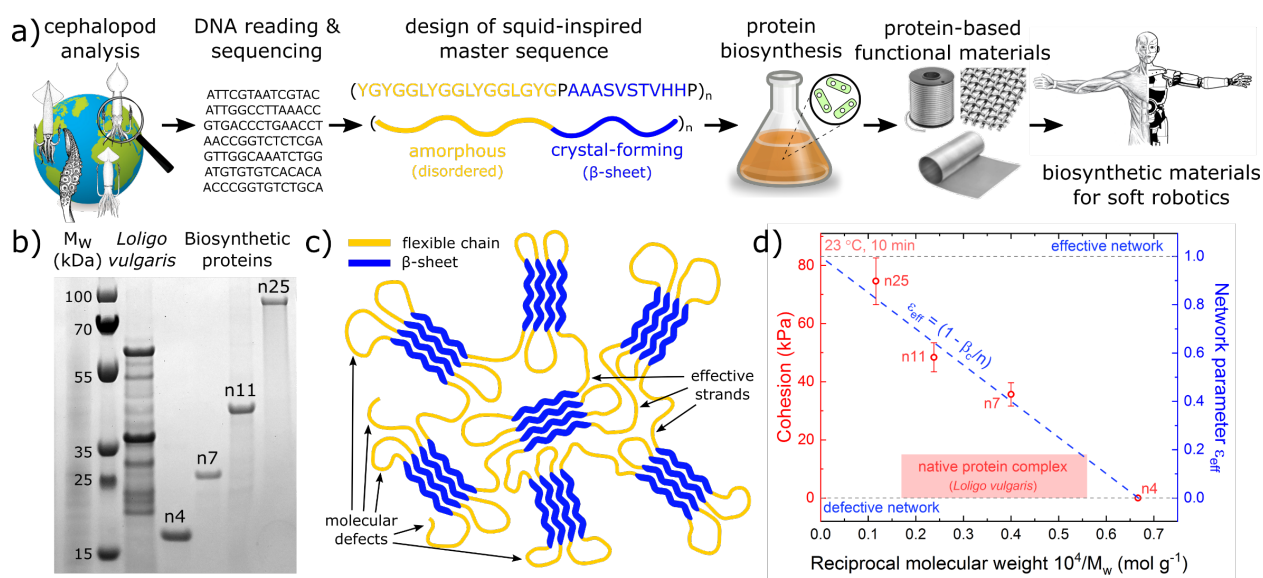 a)
cephalopod
analysis
DNA reading &
sequencing
ATTCGTAATCGTAC
ATTGGCCTTAAACC
GTGACCCTGAACCT
AACCGGTCTCTCGA
GTTGGCAAATCTGG
ATGTGTGTCACACA
ACCCGGTGTCTGCA
design of squid-inspired
master sequence
(YGYGGLYGGLYGGLGYGPAAASVSTVHHP)n
( )n
amorphous
(disordered)
crystal-forming
(β-sheet)
protein
biosynthesis
protein-based
functional materials
biosynthetic materials
for soft robotics
b)
Mw
(kDa)
Loligo
vulgaris
Biosynthetic
proteins
100
70
55
35
25
15
n4
n7
n11
n25
c)
flexible chain
β-sheet
effective
strands
molecular
defects
d)
23 °C, 10 min
effective network
80
60
40
20
0
Cohesion (kPa)
n25
n11
n7
n4
εeff = (1 - βc/n)
native protein complex
(Loligo vulgaris)
defective network
1.0
0.8
0.6
0.4
0.2
0.0
Network parameter εeff
0.0 0.1 0.2 0.3 0.4 0.5 0.6 0.7
Reciprocal molecular weight 10⁴/Mw (mol g⁻¹)